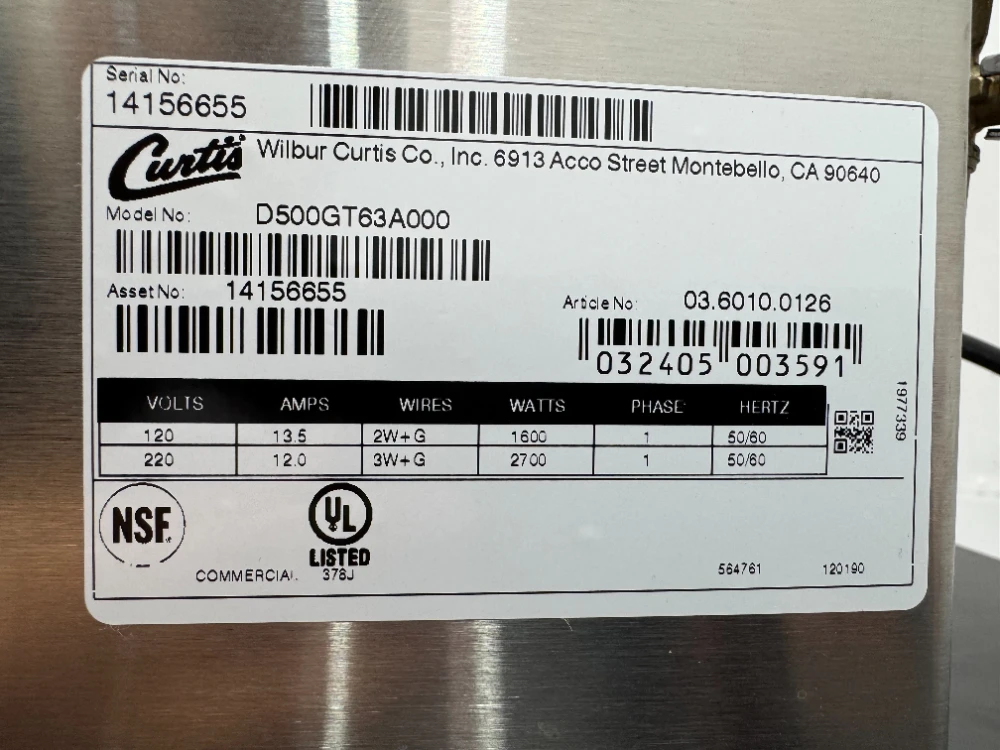 Serial No:
14156655
Curtis
Wilbur Curtis Co., Inc. 6913 Acco Street Montebello, CA 90640
Model No: D500GT63A000
Asset No: 14156655
Article No: 03.6010.0126
032405 003591
VOLTS AMPS WIRES WATTS PHASE HERTZ
120 13.5 2W+G 1600 1 50/60
220 12.0 3W+G 2700 1 50/60
1977339
NSF.
UL
LISTED
COMMERCIAL 378J
564761 120190